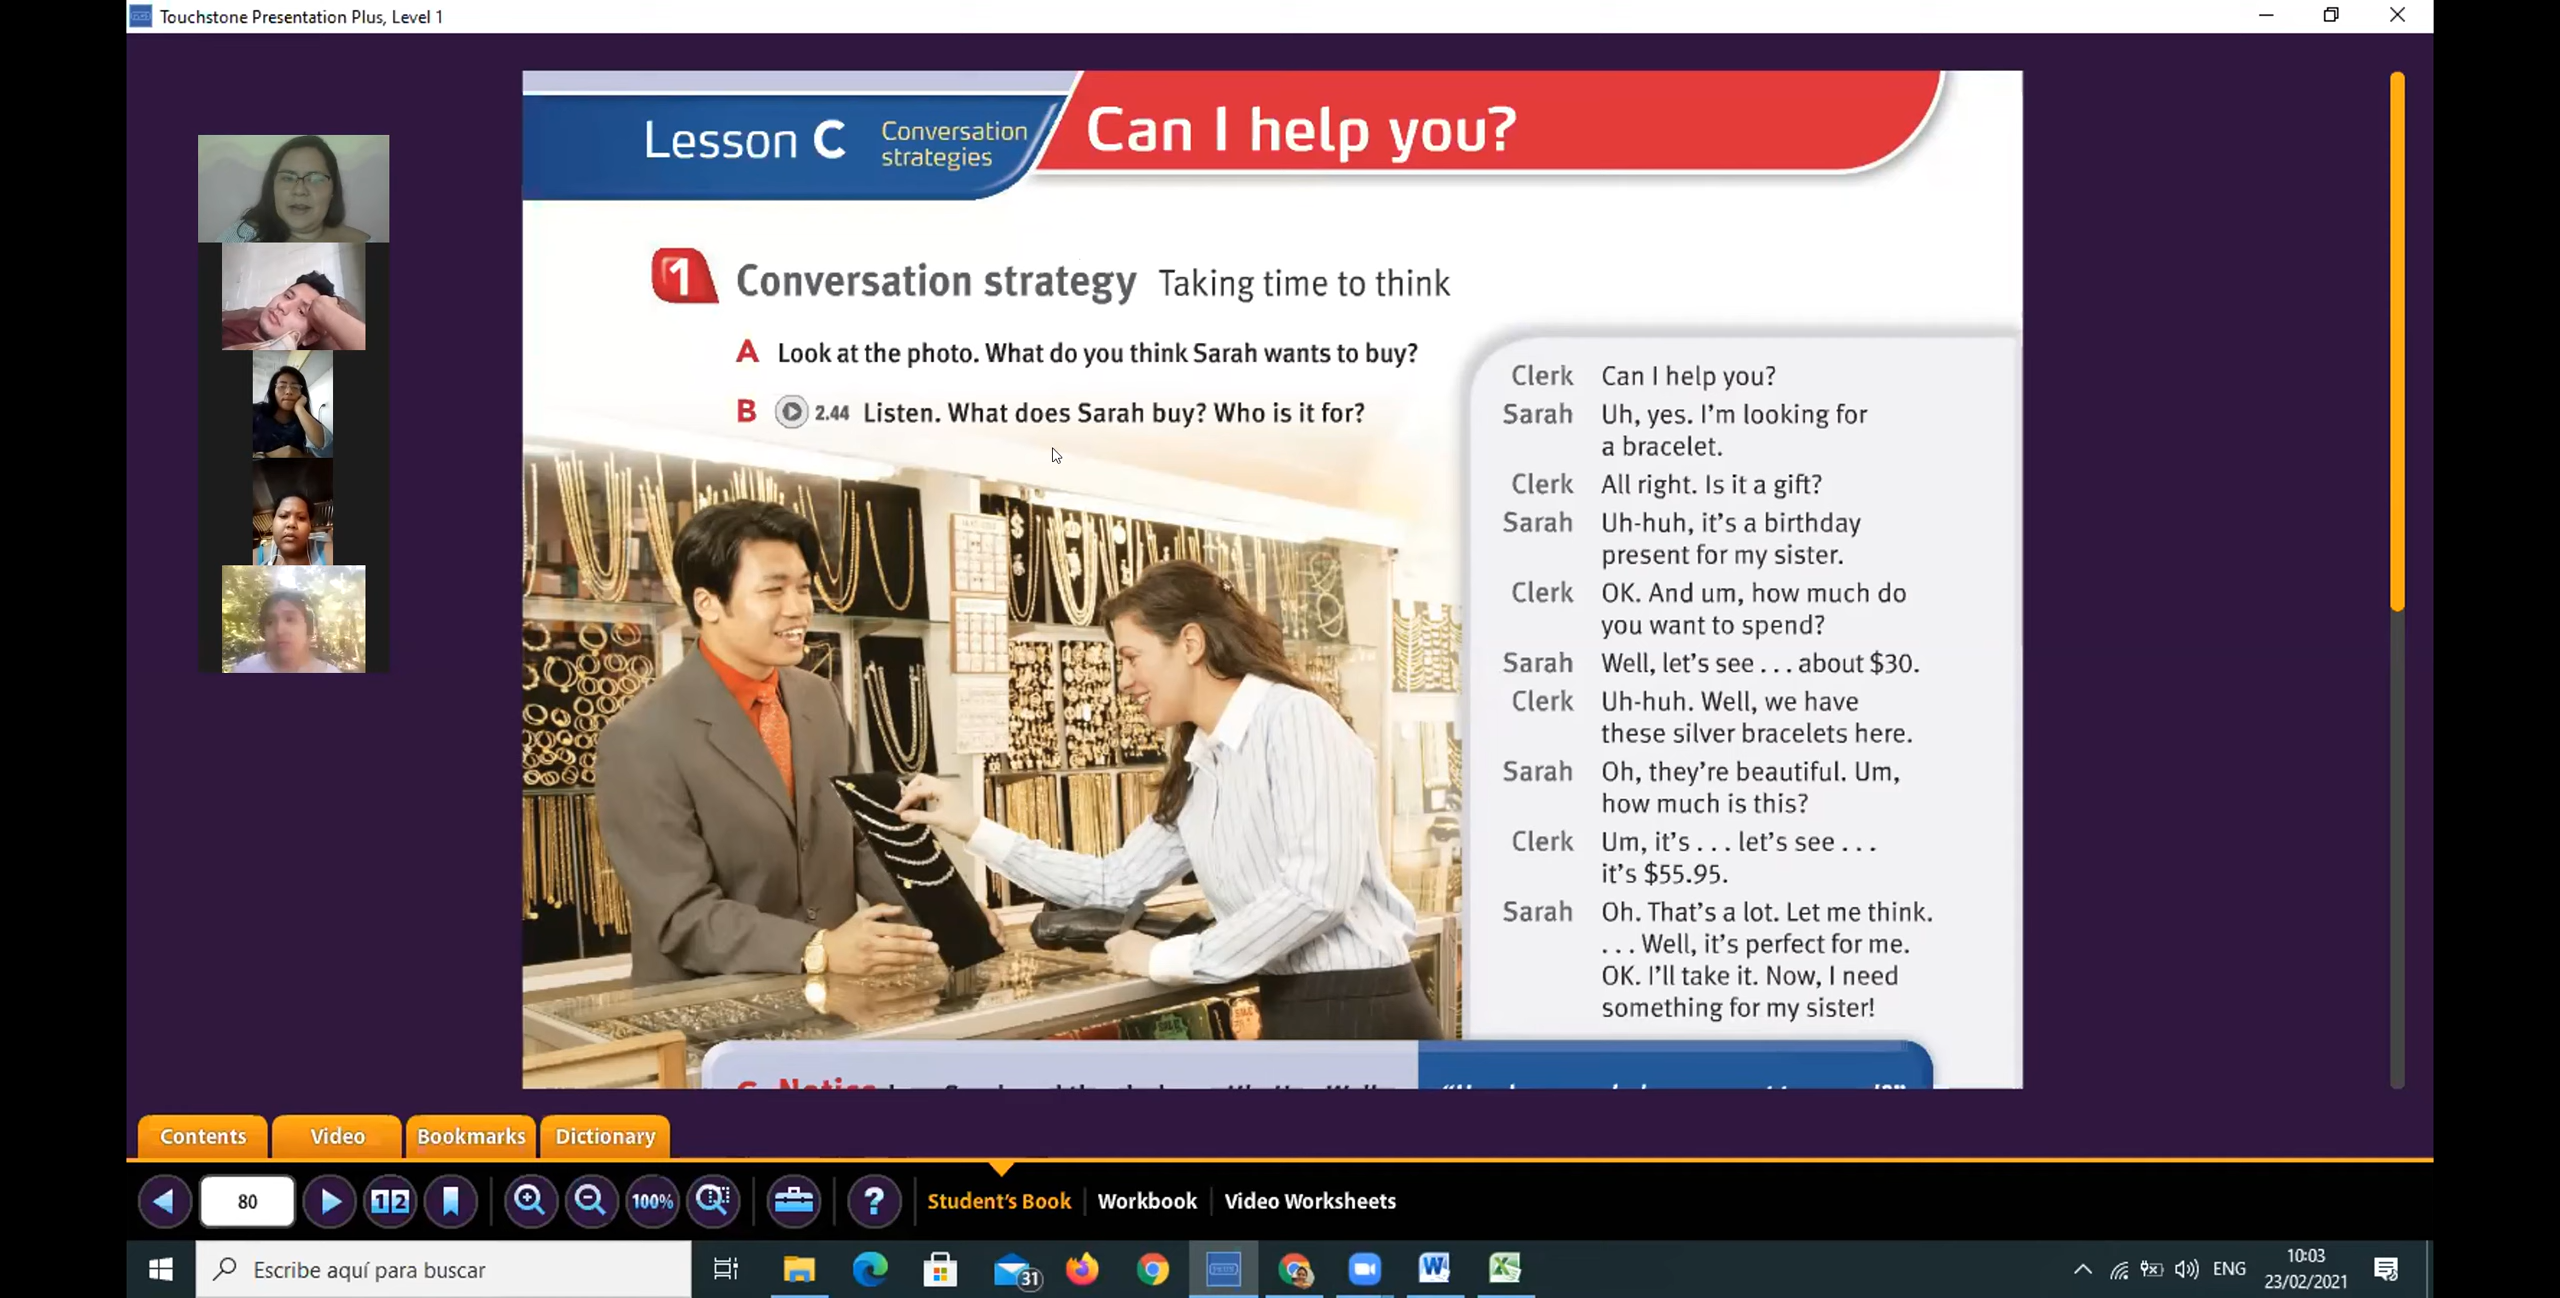 Touchstone Presentation Plus, Level 1
Lesson C
Conversation
strategies
Can I help you?
1 Conversation strategy Taking time to think
A Look at the photo. What do you think Sarah wants to buy?
B 2.44 Listen. What does Sarah buy? Who is it for?
Clerk Can I help you?
Sarah Uh, yes. I'm looking for
a bracelet.
Clerk All right. Is it a gift?
Sarah Uh-huh, it's a birthday
present for my sister.
Clerk OK. And um, how much do
you want to spend?
Sarah Well, let's see . . . about $30.
Clerk Uh-huh. Well, we have
these silver bracelets here.
Sarah Oh, they're beautiful. Um,
how much is this?
Clerk Um, it's . . . let's see . . .
it's $55.95.
Sarah Oh. That's a lot. Let me think.
. . . Well, it's perfect for me.
OK. I'll take it. Now, I need
something for my sister!
Contents
Video
Bookmarks
Dictionary
80
12
100%
?
Student's Book
Workbook
Video Worksheets
Escribe aquí para buscar
31
W
X
ENG
10:03
23/02/2021